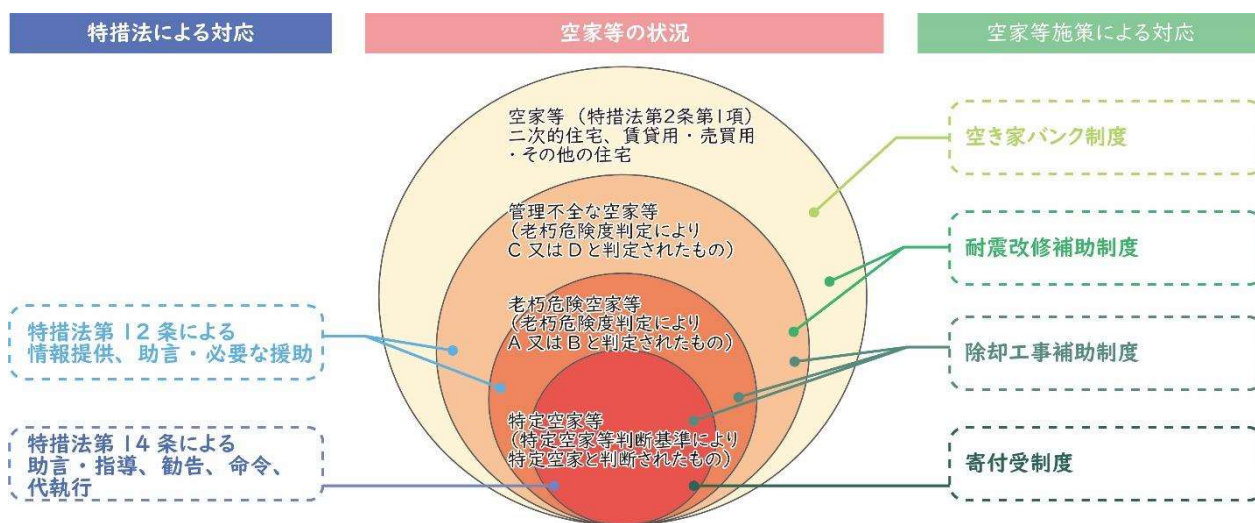 特措法による対応
空家等の状況
空家等施策による対応
空家等（特措法第2条第1項）
二次的住宅、賃貸用・売買用
・その他の住宅
管理不全な空家等
（老朽危険度判定により
C又はDと判定されたもの）
老朽危険空家等
（老朽危険度判定により
A又はBと判定されたもの）
特定空家等
（特定空家等判断基準により
特定空家と判断されたもの）
特措法第12条による
情報提供、助言・必要な援助
特措法第14条による
助言・指導、勧告、命令、
代執行
空き家バンク制度
耐震改修補助制度
除却工事補助制度
寄付受制度